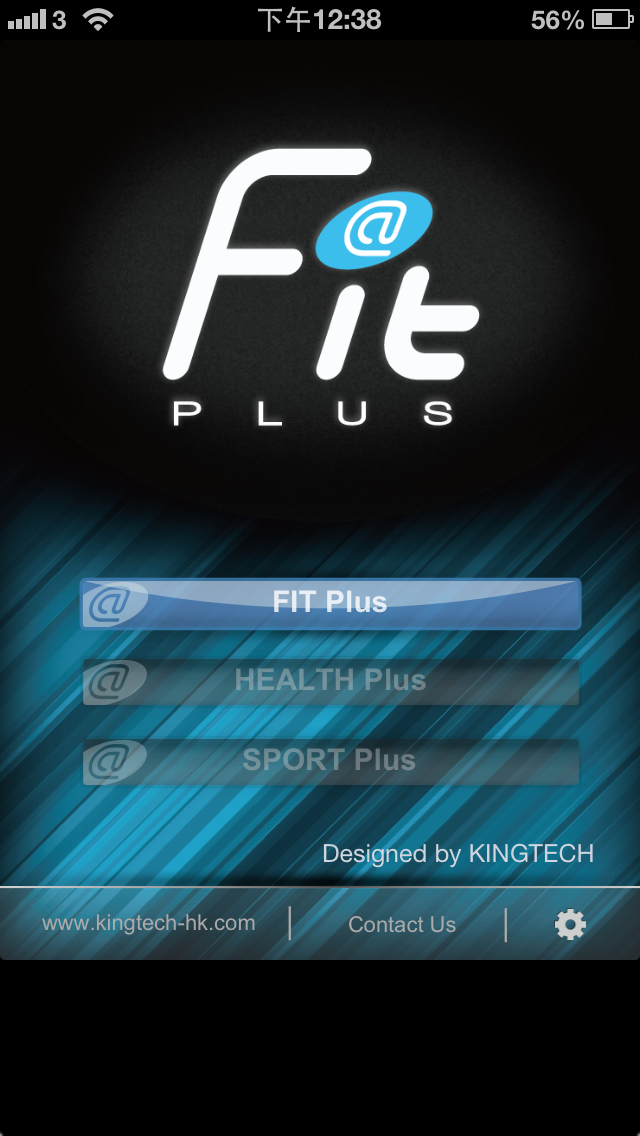 3 下午12:38 56%
Fit
@
PLUS
@ FIT Plus
@ HEALTH Plus
@ SPORT Plus
Designed by KINGTECH
www.kingtech-hk.com | Contact Us |